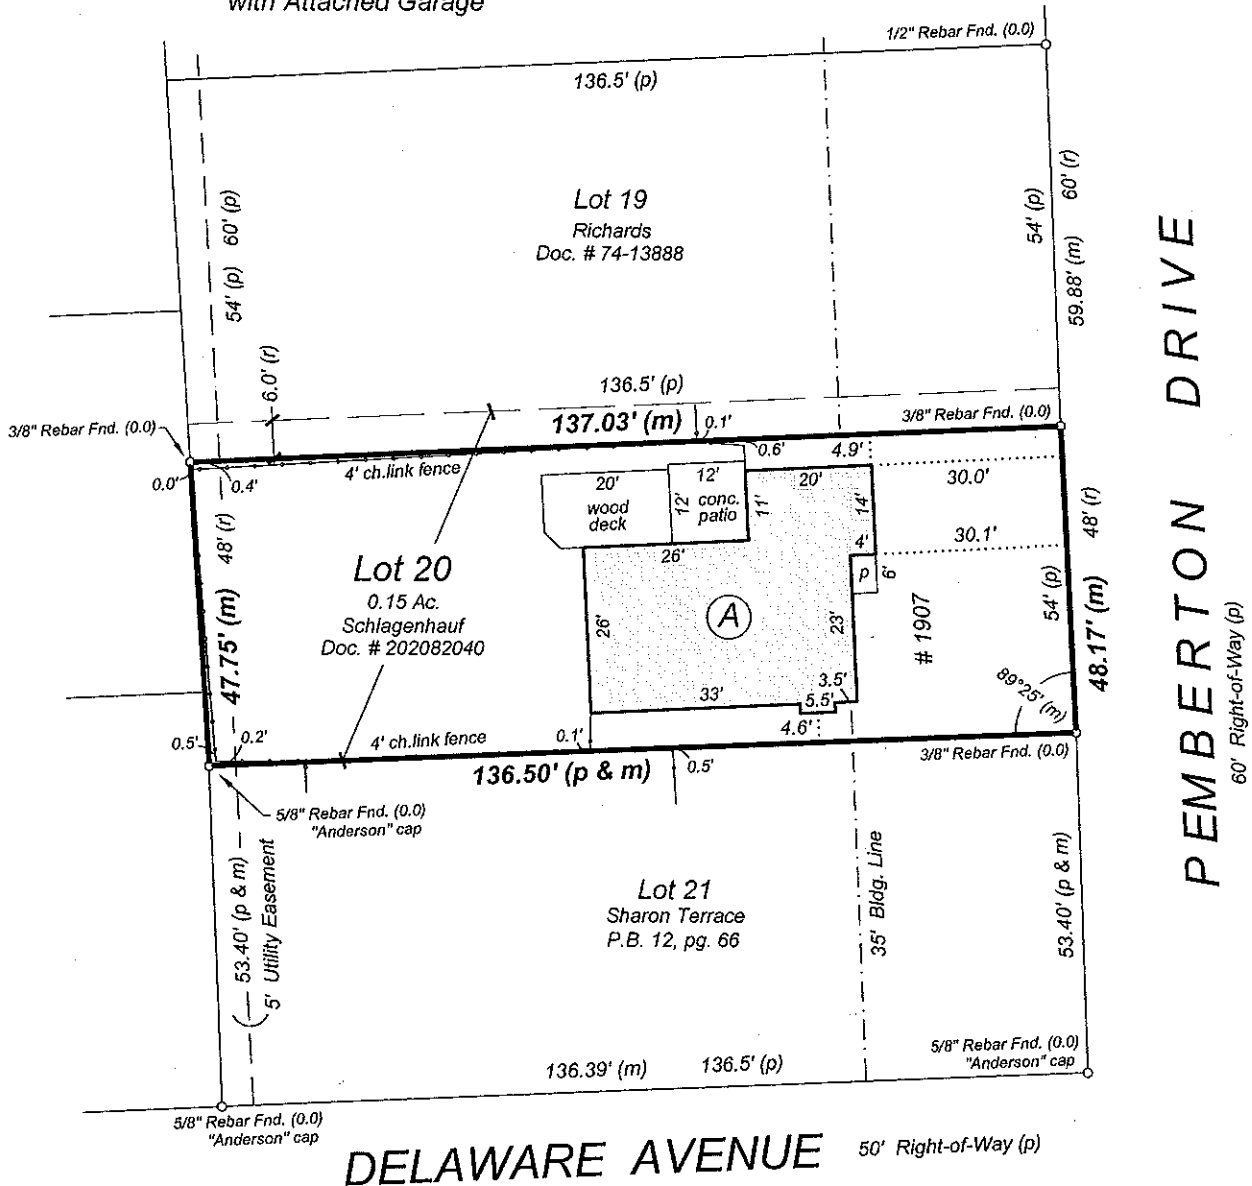 with Attached Garage
1/2" Rebar Fnd. (0.0)
136.5' (p)
54' (p) 60' (p)
Lot 19
Richards
Doc. # 74-13888
54' (p) 60' (r)
59.88' (m)
6.0' (r)
136.5' (p)
3/8" Rebar Fnd. (0.0)
137.03' (m)
0.1'
3/8" Rebar Fnd. (0.0)
0.0'
0.4'
4' ch.link fence
0.6'
4.9'
20'
wood
deck
12'
12'
conc.
patio
11'
20'
14'
30.0'
48' (r)
30.1'
4'
26'
p
6'
47.75' (m)
48' (r)
Lot 20
0.15 Ac.
Schlagenhauf
Doc. # 202082040
26'
A
23'
# 1907
54' (p)
48.17' (m)
89°25' (m)
33'
5.5'
3.5'
0.5'
0.2'
4' ch.link fence
0.1'
4.6'
136.50' (p & m)
0.5'
3/8" Rebar Fnd. (0.0)
5/8" Rebar Fnd. (0.0)
"Anderson" cap
53.40' (p & m)
5' Utility Easement
Lot 21
Sharon Terrace
P.B. 12, pg. 66
35' Bldg. Line
53.40' (p & m)
136.39' (m) 136.5' (p)
5/8" Rebar Fnd. (0.0)
"Anderson" cap
5/8" Rebar Fnd. (0.0)
"Anderson" cap
PEMBERTON DRIVE
60' Right-of-Way (p)
DELAWARE AVENUE 50' Right-of-Way (p)